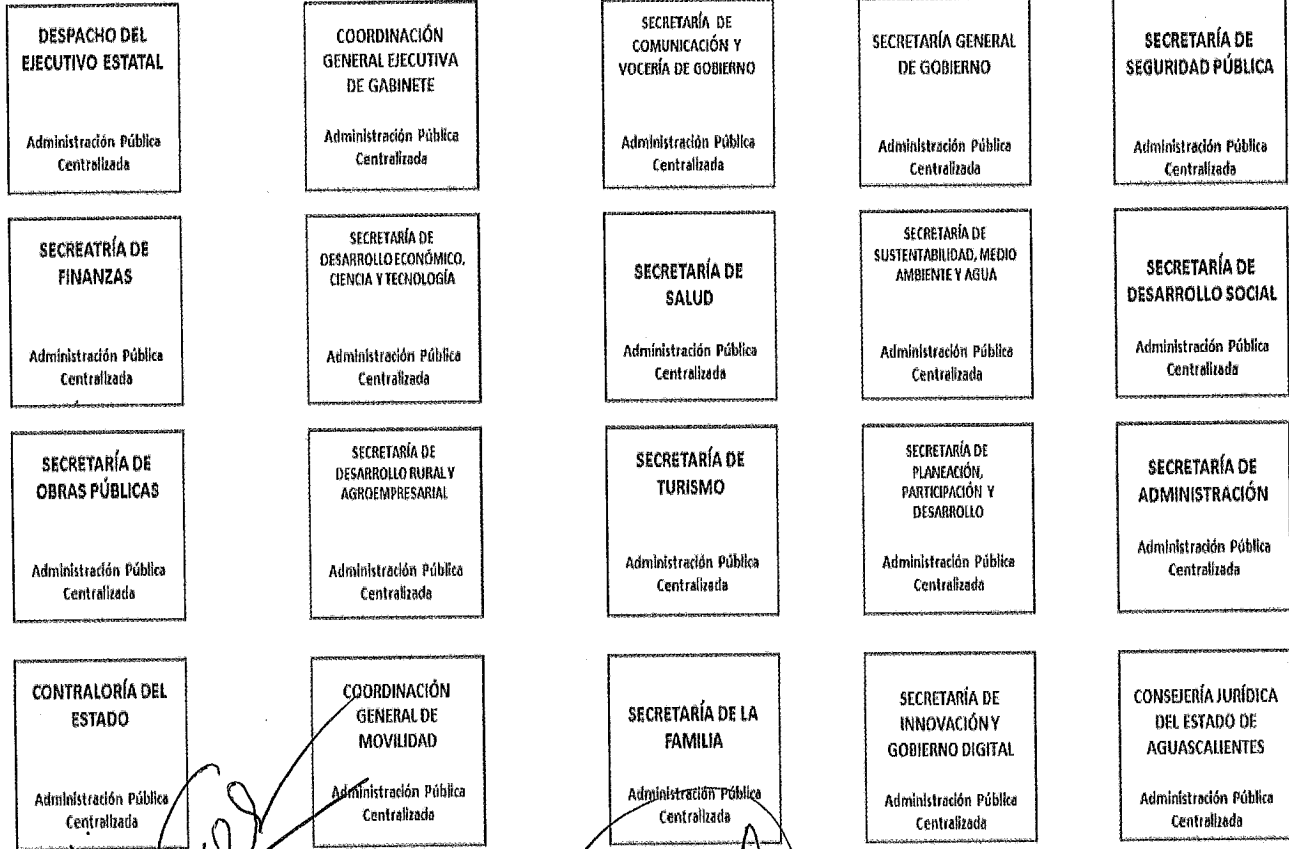 DESPACHO DEL
EJECUTIVO ESTATAL
Administración Pública
Centralizada
COORDINACIÓN
GENERAL EJECUTIVA
DE GABINETE
Administración Pública
Centralizada
SECRETARÍA DE
COMUNICACIÓN Y
VOCERÍA DE GOBIERNO
Administración Pública
Centralizada
SECRETARÍA GENERAL
DE GOBIERNO
Administración Pública
Centralizada
SECRETARÍA DE
SEGURIDAD PÚBLICA
Administración Pública
Centralizada
SECREATRÍA DE
FINANZAS
Administración Pública
Centralizada
SECRETARÍA DE
DESARROLLO ECONÓMICO,
CIENCIA Y TECNOLOGÍA
Administración Pública
Centralizada
SECRETARÍA DE
SALUD
Administración Pública
Centralizada
SECRETARÍA DE
SUSTENTABILIDAD, MEDIO
AMBIENTE Y AGUA
Administración Pública
Centralizada
SECRETARÍA DE
DESARROLLO SOCIAL
Administración Pública
Centralizada
SECRETARÍA DE
OBRAS PÚBLICAS
Administración Pública
Centralizada
SECRETARÍA DE
DESARROLLO RURAL Y
AGROEMPRESARIAL
Administración Pública
Centralizada
SECRETARÍA DE
TURISMO
Administración Pública
Centralizada
SECRETARÍA DE
PLANEACIÓN,
PARTICIPACIÓN Y
DESARROLLO
Administración Pública
Centralizada
SECRETARÍA DE
ADMINISTRACIÓN
Administración Pública
Centralizada
CONTRALORÍA DEL
ESTADO
Administración Pública
Centralizada
COORDINACIÓN
GENERAL DE
MOVILIDAD
Administración Pública
Centralizada
SECRETARÍA DE LA
FAMILIA
Administración Pública
Centralizada
SECRETARÍA DE
INNOVACIÓN Y
GOBIERNO DIGITAL
Administración Pública
Centralizada
CONSEJERÍA JURÍDICA
DEL ESTADO DE
AGUASCALIENTES
Administración Pública
Centralizada